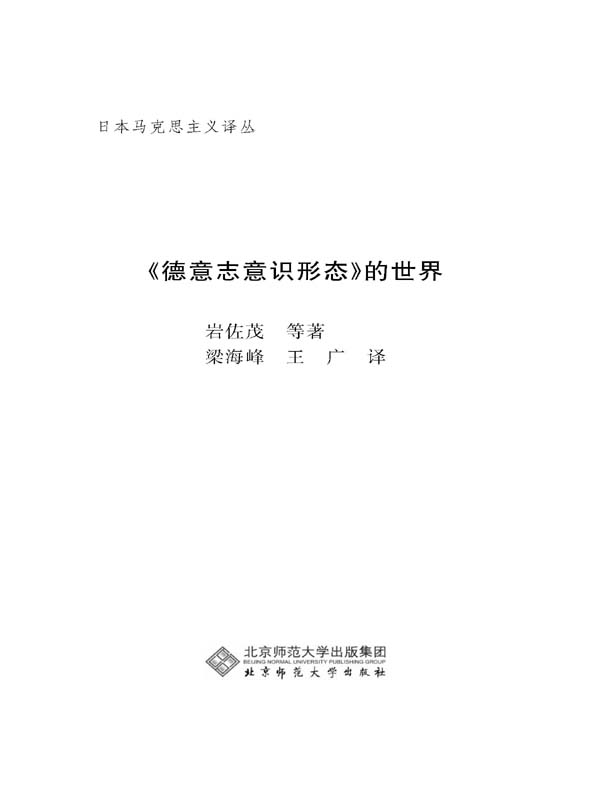 日本马克思主义译丛
《德意志意识形态》的世界
岩佐茂 等著
梁海峰 王 广 译
北京师范大学出版集团
BEIJING NORMAL UNIVERSITY PUBLISHING GROUP
北京师范大学出版社